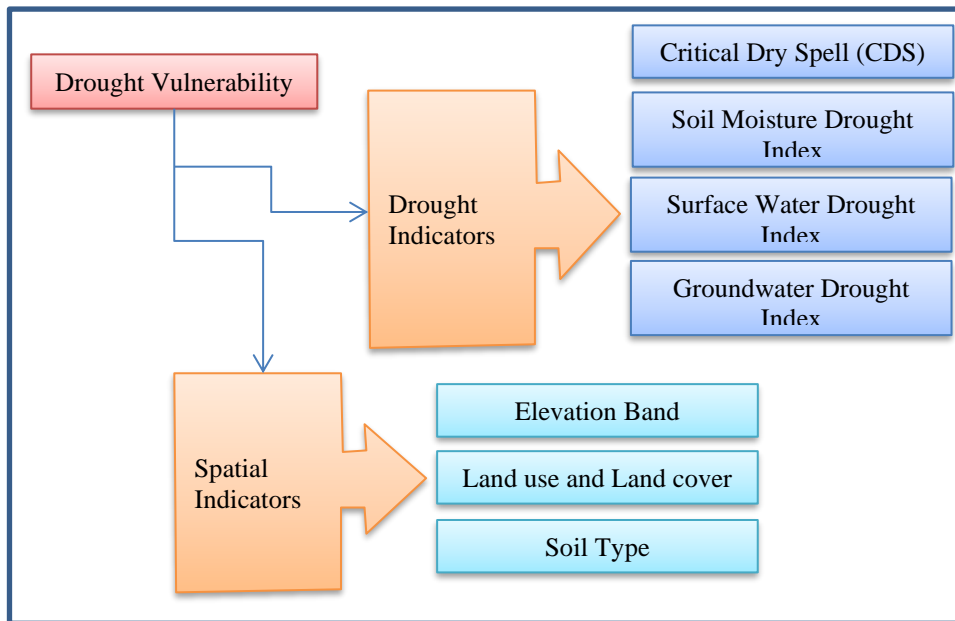 Drought Vulnerability
Drought
Indicators
Critical Dry Spell (CDS)
Soil Moisture Drought
Index
Surface Water Drought
Index
Groundwater Drought
Index
Spatial
Indicators
Elevation Band
Land use and Land cover
Soil Type